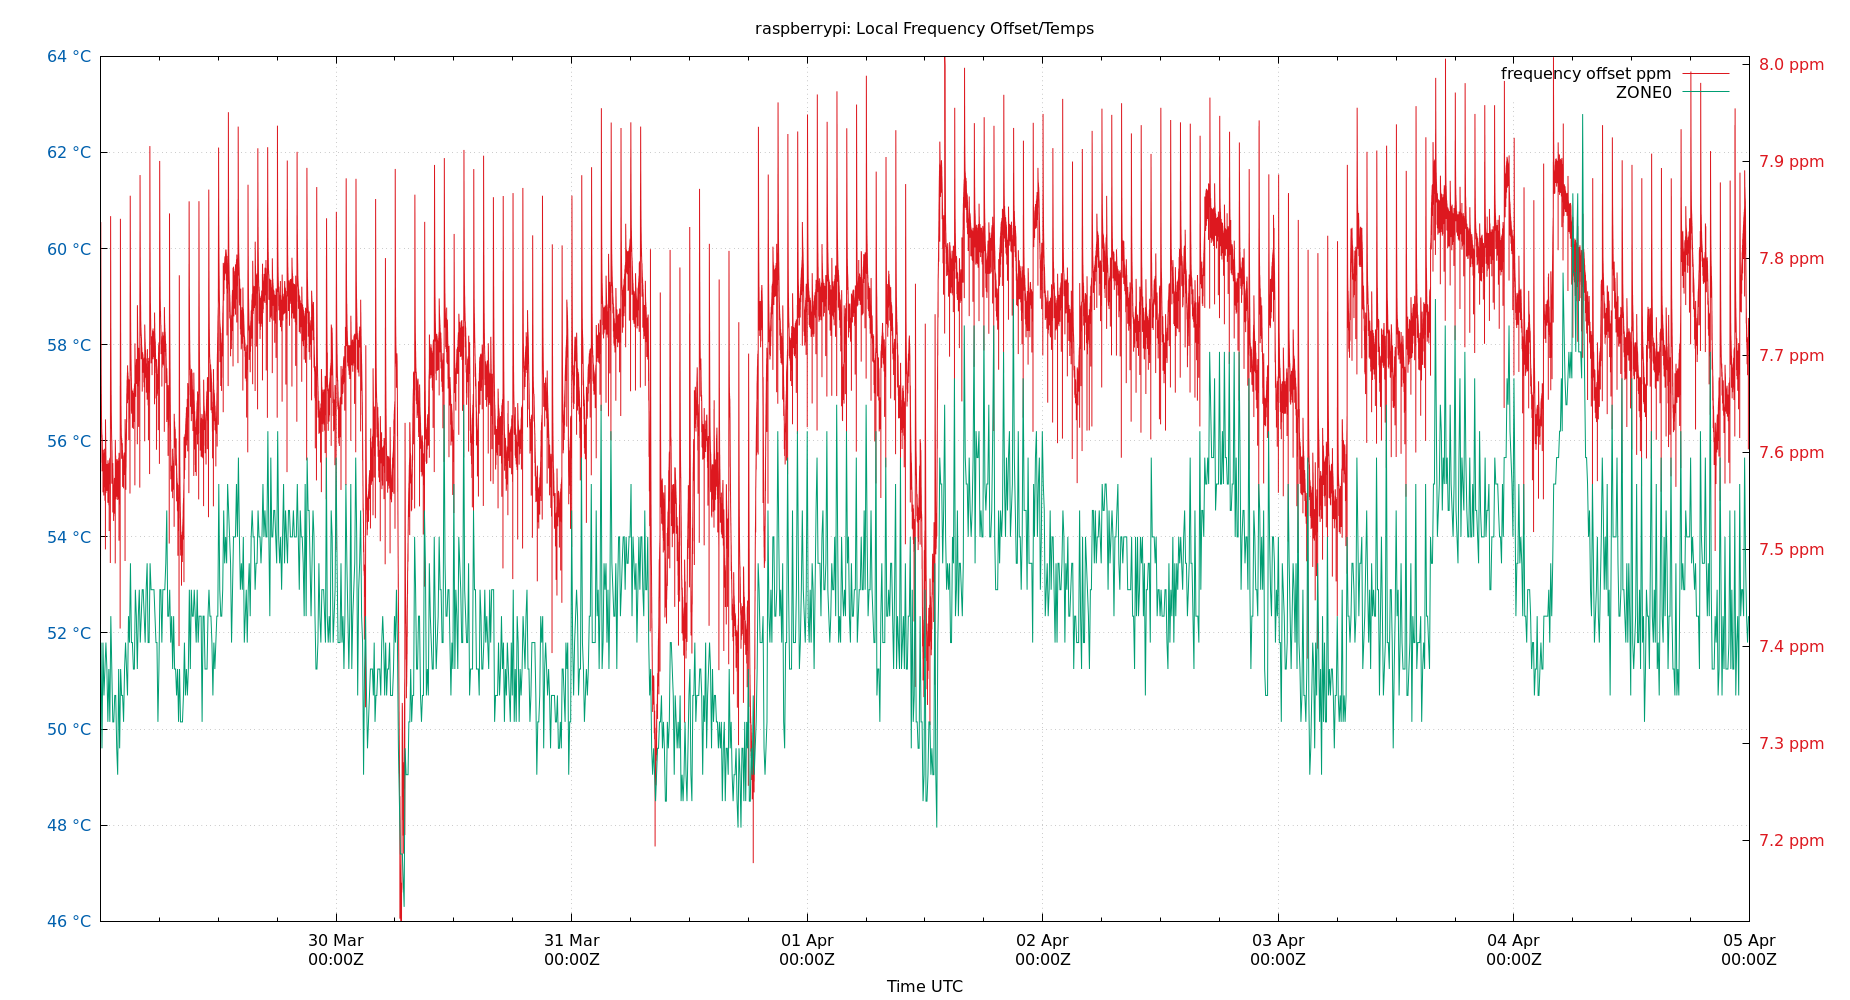 raspberrypi: Local Frequency Offset/Temps
64 °C
62 °C
60 °C
58 °C
56 °C
54 °C
52 °C
50 °C
48 °C
46 °C
frequency offset ppm
ZONE0
8.0 ppm
7.9 ppm
7.8 ppm
7.7 ppm
7.6 ppm
7.5 ppm
7.4 ppm
7.3 ppm
7.2 ppm
30 Mar
00:00Z
31 Mar
00:00Z
01 Apr
00:00Z
02 Apr
00:00Z
03 Apr
00:00Z
04 Apr
00:00Z
05 Apr
00:00Z
Time UTC